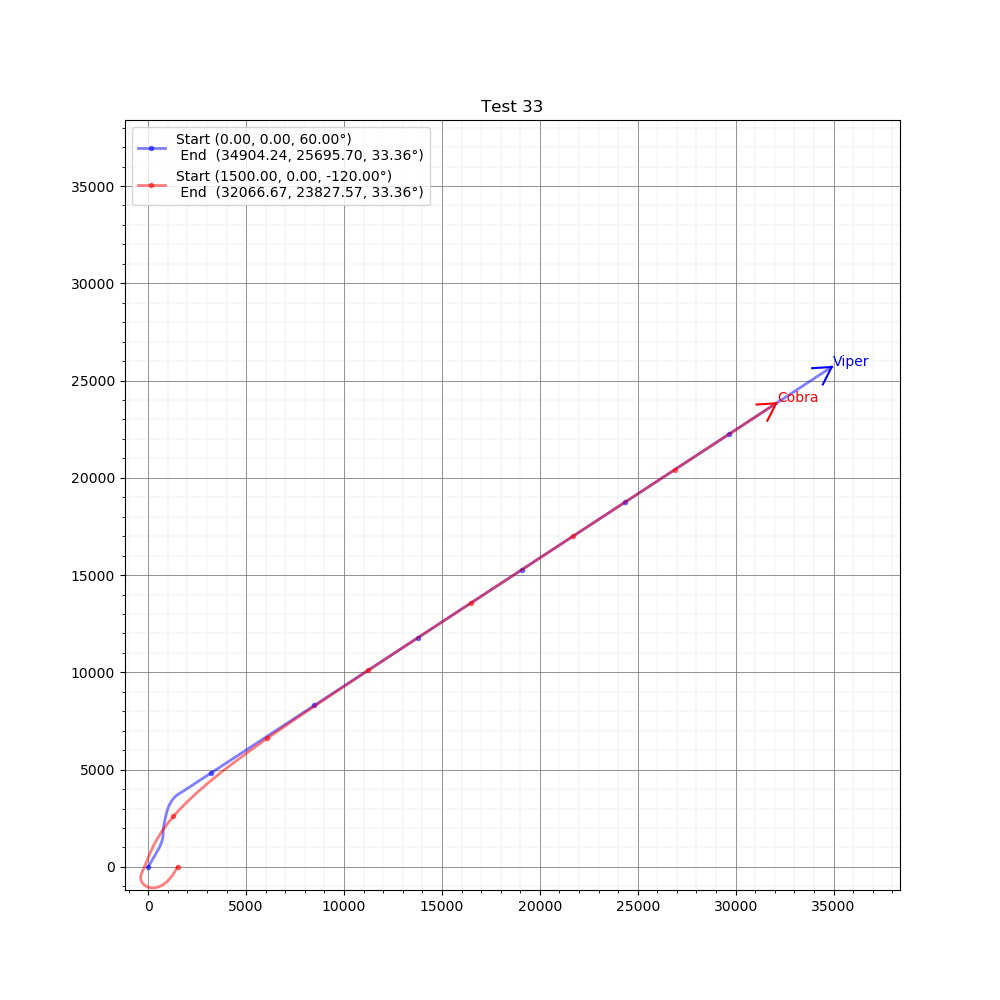 Test 33
Start (0.00, 0.00, 60.00°)
End (34904.24, 25695.70, 33.36°)
Start (1500.00, 0.00, -120.00°)
End (32066.67, 23827.57, 33.36°)
35000
30000
25000
20000
15000
10000
5000
0
Viper
Cobra
0 5000 10000 15000 20000 25000 30000 35000